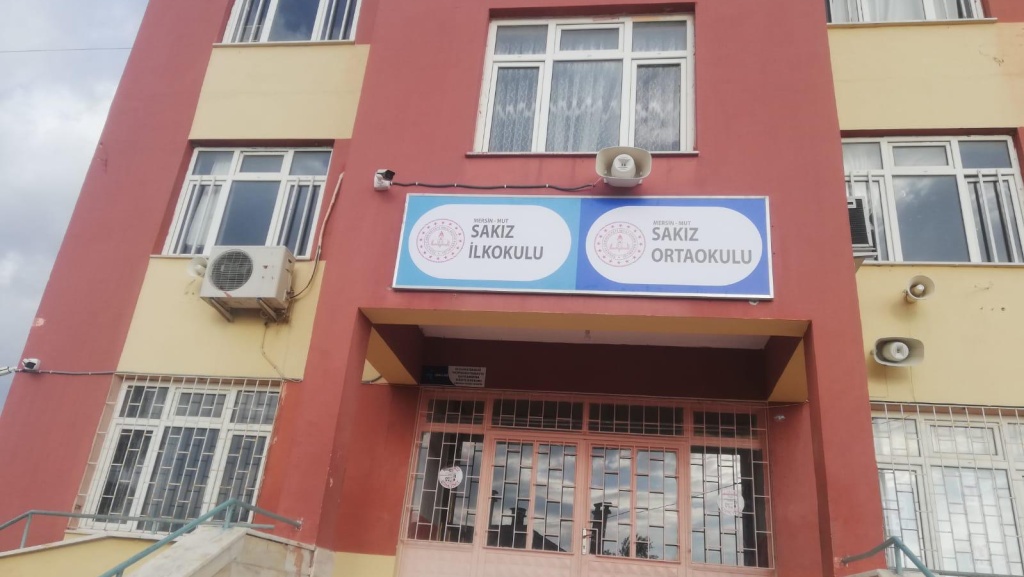 MERSİN - MUT
SAKIZ
İLKOKULU
MERSİN - MUT
SAKIZ
ORTAOKULU